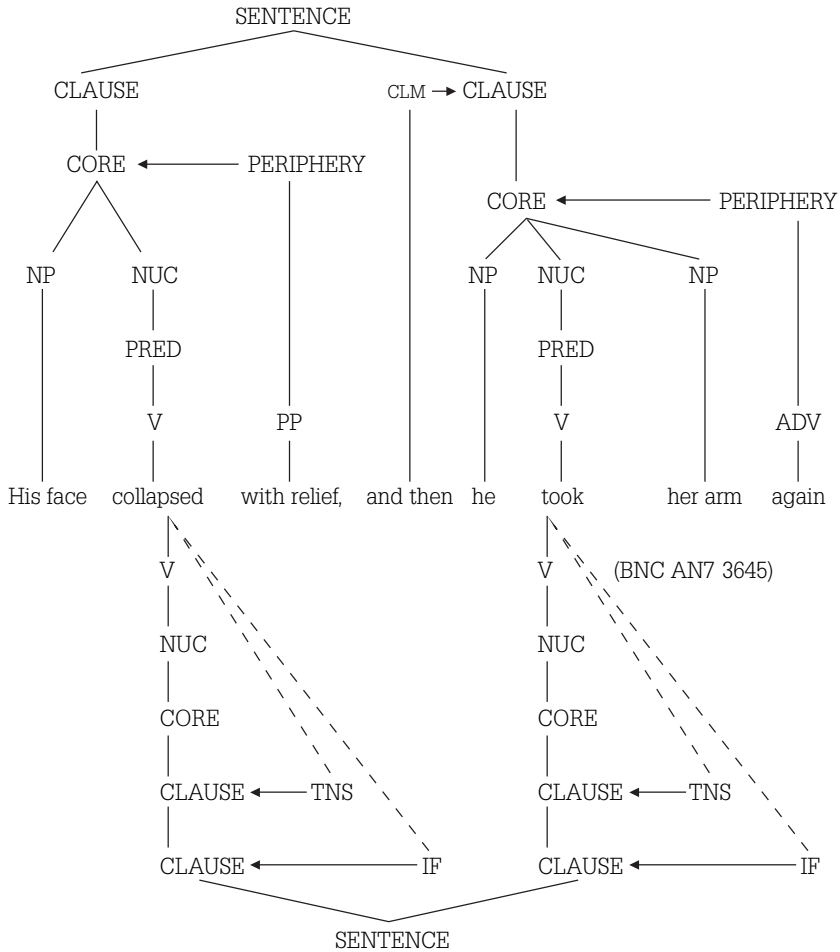 SENTENCE
CLAUSE CLM CLAUSE
CORE PERIPHERY
CORE PERIPHERY
NP NUC NP NUC NP
PRED PRED
V PP V ADV
His face collapsed with relief, and then he took her arm again
V V (BNC AN7 3645)
NUC NUC
CORE CORE
CLAUSE TNS CLAUSE TNS
CLAUSE IF CLAUSE IF
SENTENCE